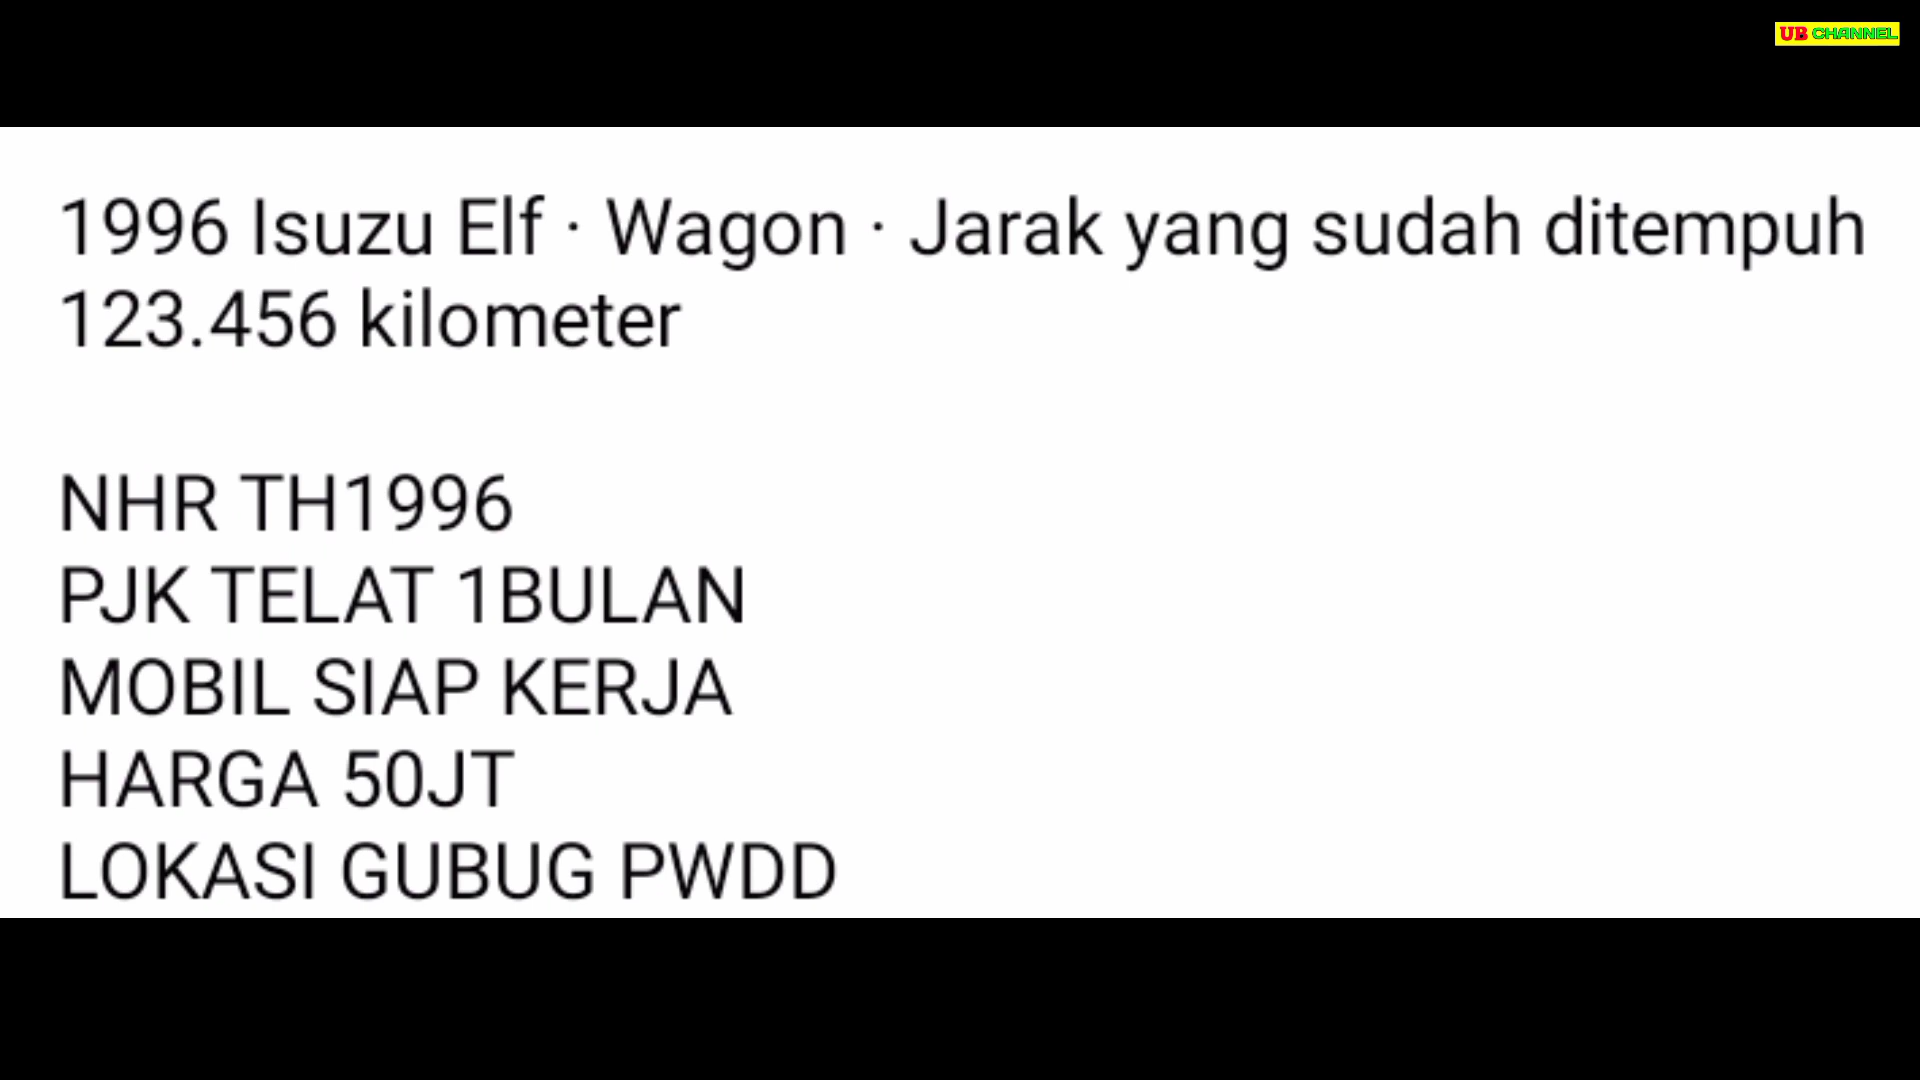 UB CHANNEL
1996 Isuzu Elf · Wagon · Jarak yang sudah ditempuh
123.456 kilometer
NHR TH1996
PJK TELAT 1BULAN
MOBIL SIAP KERJA
HARGA 50JT
LOKASI GUBUG PWDD